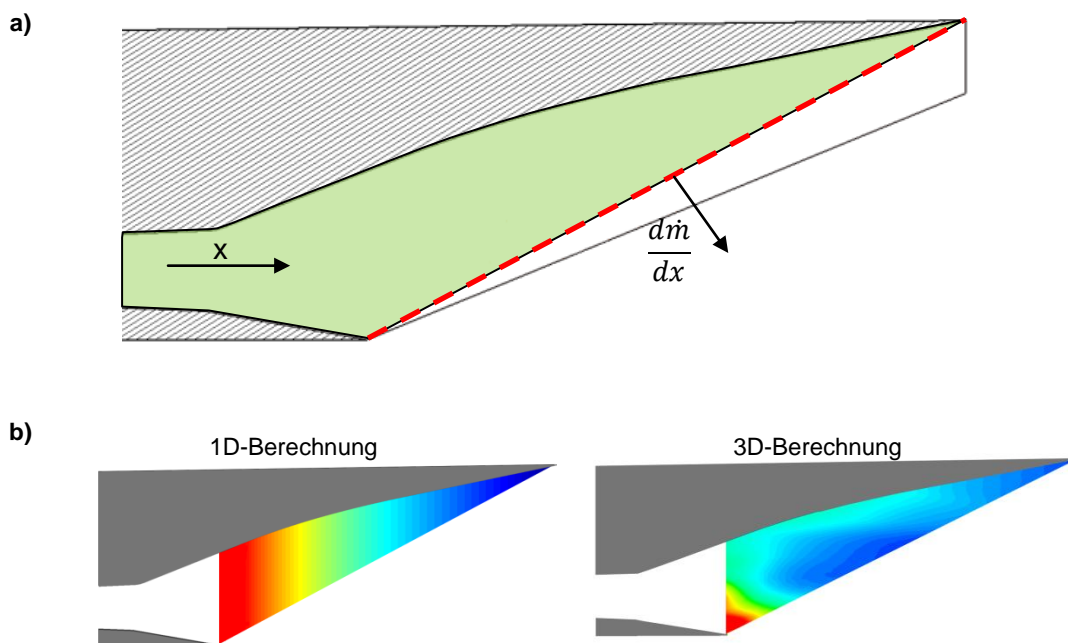 a)
x
dṁ
dx
b)
1D-Berechnung
3D-Berechnung